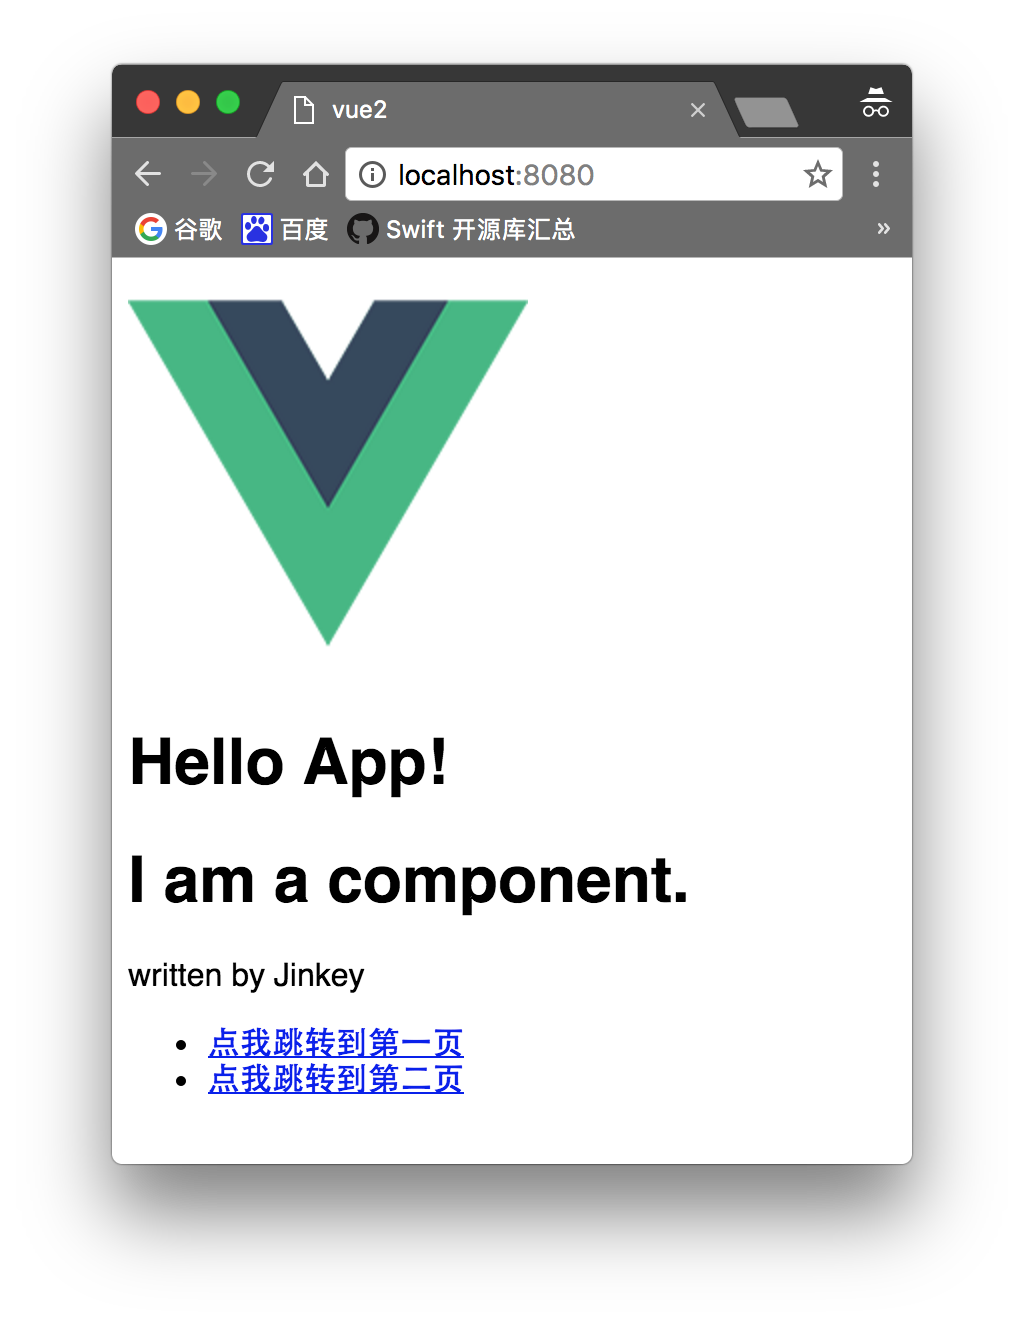 vue2
localhost:8080
谷歌 百度 Swift 开源库汇总
Hello App!
I am a component.
written by Jinkey
点我跳转到第一页
点我跳转到第二页